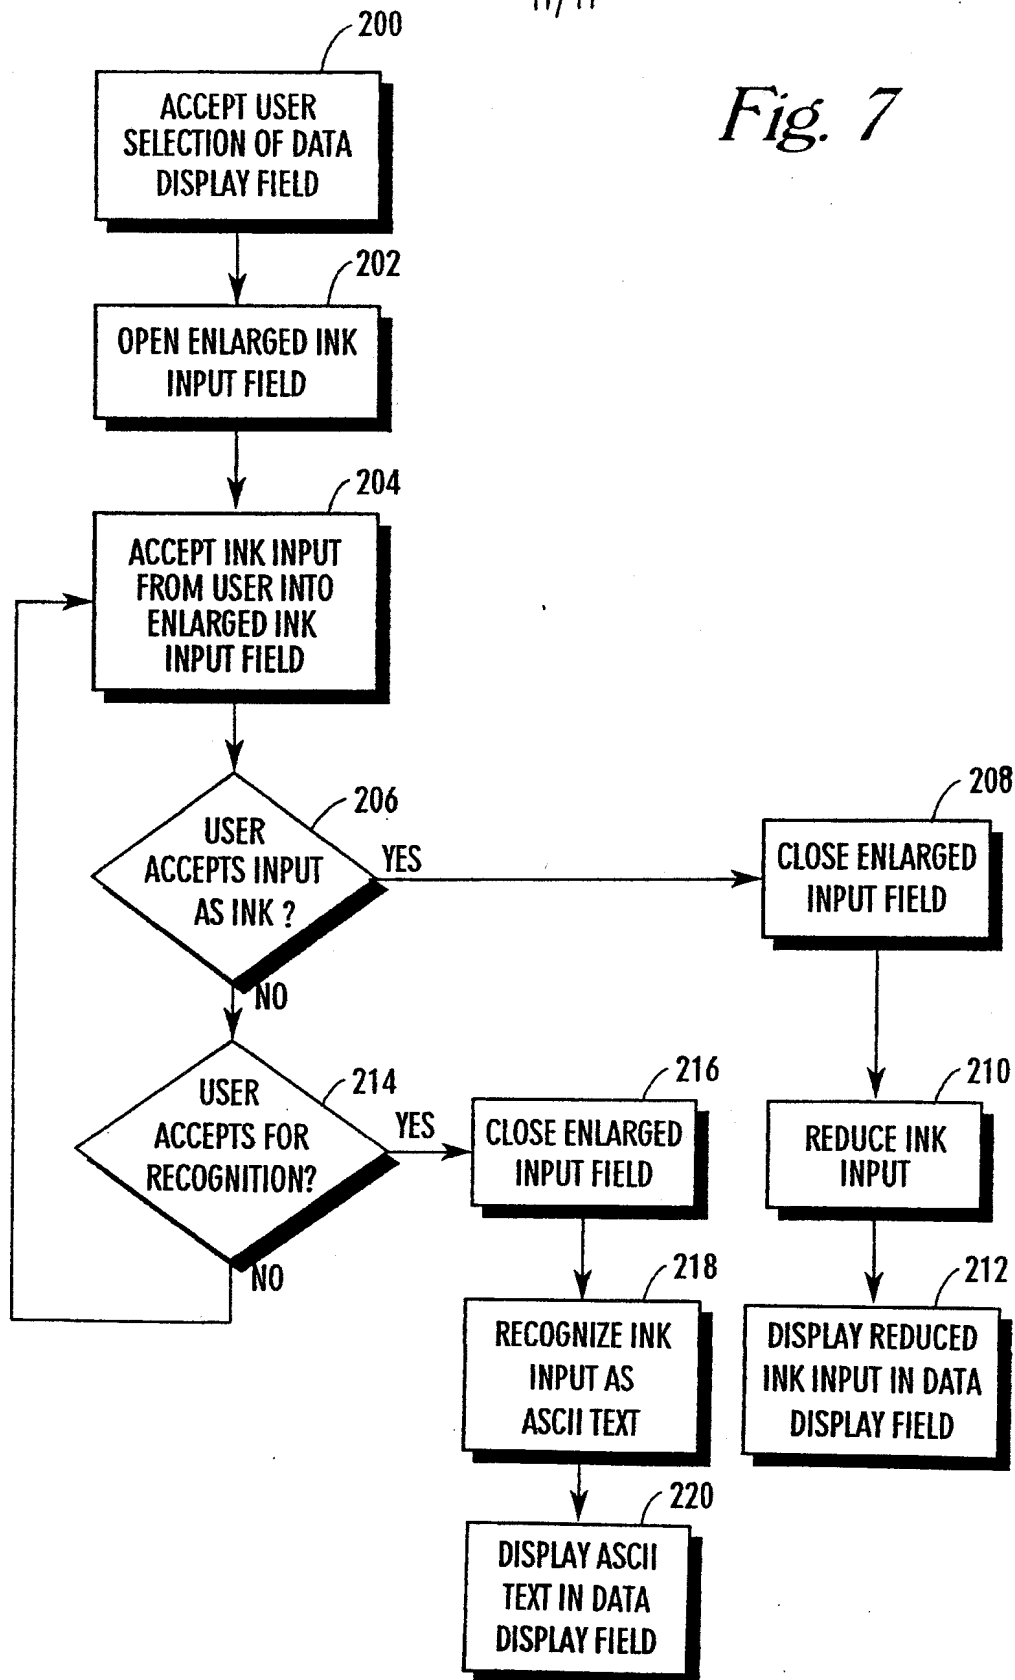 200
Fig. 7
ACCEPT USER
SELECTION OF DATA
DISPLAY FIELD
202
OPEN ENLARGED INK
INPUT FIELD
204
ACCEPT INK INPUT
FROM USER INTO
ENLARGED INK
INPUT FIELD
206
USER
ACCEPTS INPUT
AS INK ?
YES
NO
208
CLOSE ENLARGED
INPUT FIELD
210
REDUCE INK
INPUT
212
DISPLAY REDUCED
INK INPUT IN DATA
DISPLAY FIELD
214
USER
ACCEPTS FOR
RECOGNITION?
YES
NO
216
CLOSE ENLARGED
INPUT FIELD
218
RECOGNIZE INK
INPUT AS
ASCII TEXT
220
DISPLAY ASCII
TEXT IN DATA
DISPLAY FIELD